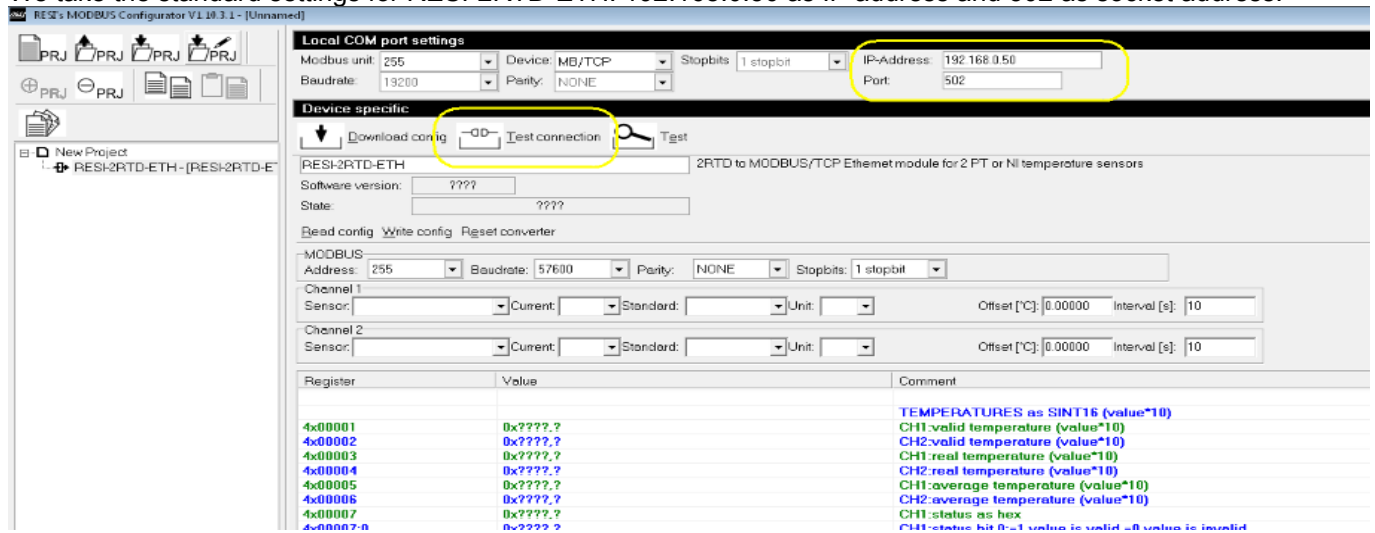 We take the standard settings for RESI-2RTD-ETH: 192.168.0.50 as IP address and 502 as socket address.
RESI's MODBUS Configurator V1.10.3.1 - [Unnamed]
PRJ PRJ PRJ PRJ
PRJ PRJ
New Project
RESI-2RTD-ETH - [RESI-2RTD-E
Local COM port settings
Modbus unit: 255 Device: MB/TCP Stopbits 1 stopbit IP-Address: 192.168.0.50
Baudrate: 19200 Parity: NONE Port: 502
Device specific
Download config Test connection Test
RESI-2RTD-ETH 2RTD to MODBUS/TCP Ethernet module for 2 PT or NI temperature sensors
Software version: ????
State: ????
Read config Write config Reset converter
MODBUS
Address: 255 Baudrate: 57600 Parity: NONE Stopbits: 1 stopbit
Channel 1
Sensor: Current: Standard: Unit: Offset [°C]: 0.00000 Interval [s]: 10
Channel 2
Sensor: Current: Standard: Unit: Offset [°C]: 0.00000 Interval [s]: 10
Register Value Comment
TEMPERATURES as SINT16 (value*10)
4x00001 0x????,? CH1:valid temperature (value*10)
4x00002 0x????,? CH2:valid temperature (value*10)
4x00003 0x????,? CH1:real temperature (value*10)
4x00004 0x????,? CH2:real temperature (value*10)
4x00005 0x????,? CH1:average temperature (value*10)
4x00006 0x????,? CH2:average temperature (value*10)
4x00007 0x????,? CH1:status as hex
4x00007:0 0x????,? CH1:status bit 0:=1 value is valid =0 value is invalid